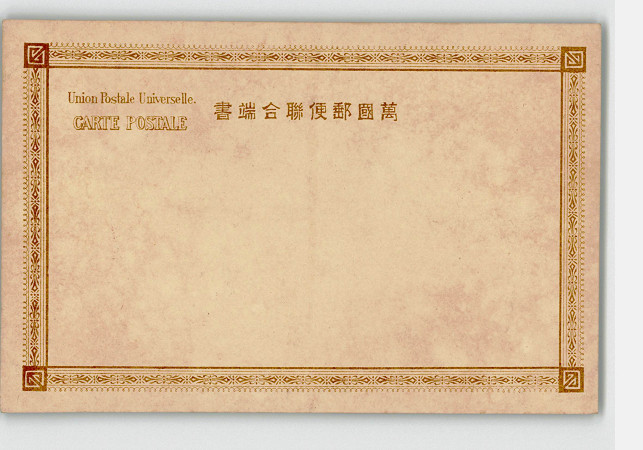 Union Postale Universelle.
CARTE POSTALE
萬國郵便聯合端書